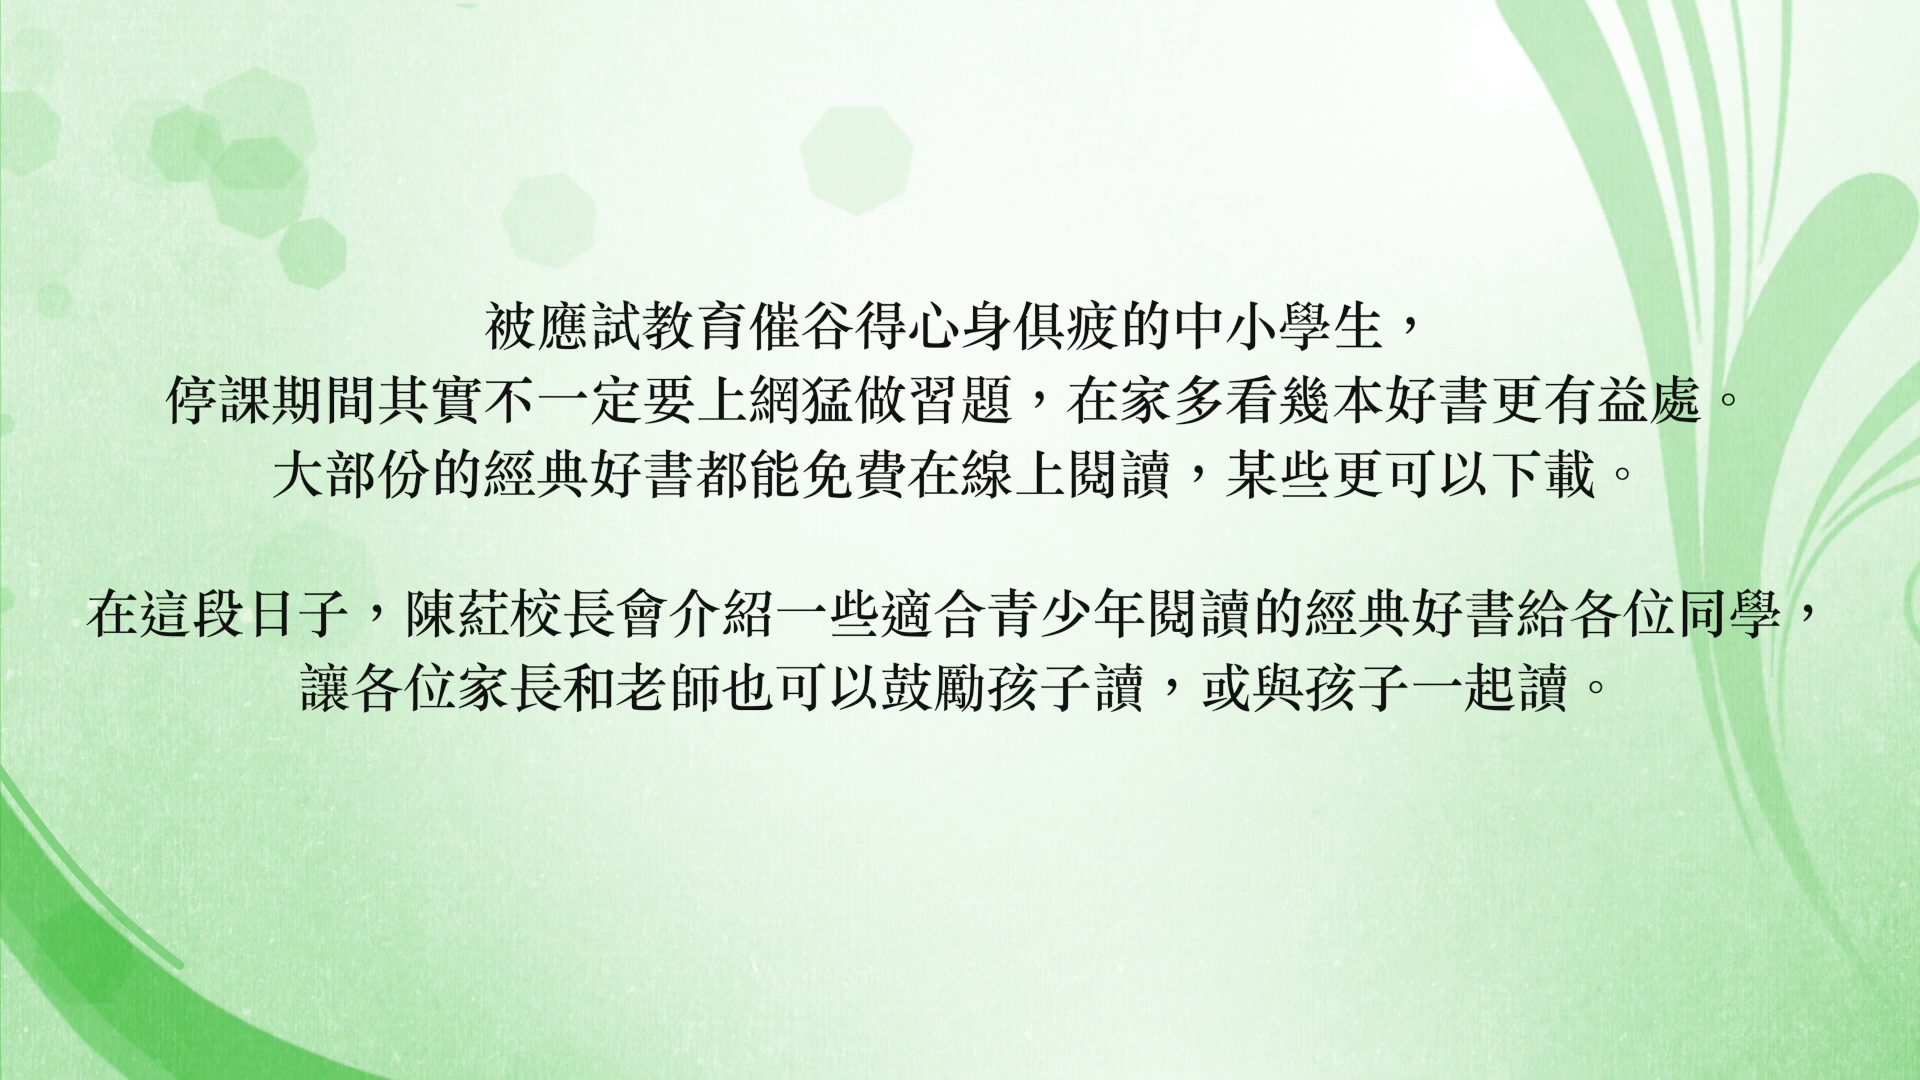 被應試教育催谷得心身俱疲的中小學生，
停課期間其實不一定要上網猛做習題，在家多看幾本好書更有益處。
大部份的經典好書都能免費在線上閱讀，某些更可以下載。
在這段日子，陳葒校長會介紹一些適合青少年閱讀的經典好書給各位同學，
讓各位家長和老師也可以鼓勵孩子讀，或與孩子一起讀。